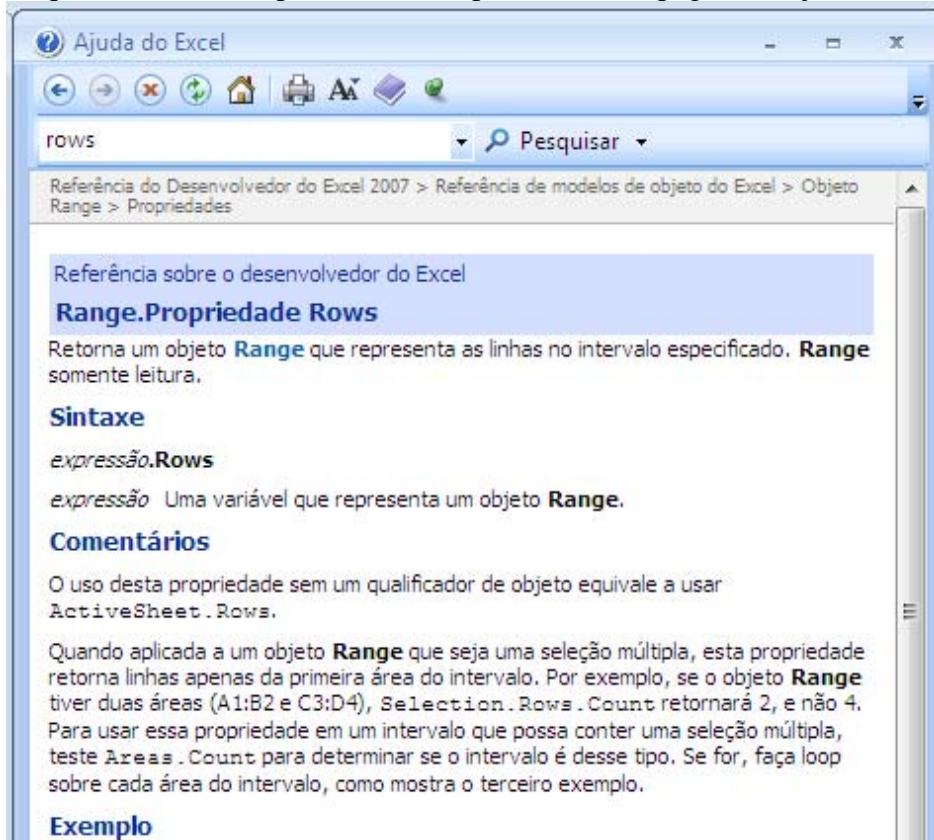 Ajuda do Excel
rows
Pesquisar
Referência do Desenvolvedor do Excel 2007 > Referência de modelos de objeto do Excel > Objeto
Range > Propriedades
Referência sobre o desenvolvedor do Excel
Range.Propriedade Rows
Retorna um objeto Range que representa as linhas no intervalo especificado. Range
somente leitura.
Sintaxe
expressão.Rows
expressão Uma variável que representa um objeto Range.
Comentários
O uso desta propriedade sem um qualificador de objeto equivale a usar
ActiveSheet.Rows.
Quando aplicada a um objeto Range que seja uma seleção múltipla, esta propriedade
retorna linhas apenas da primeira área do intervalo. Por exemplo, se o objeto Range
tiver duas áreas (A1:B2 e C3:D4), Selection.Rows.Count retornará 2, e não 4.
Para usar essa propriedade em um intervalo que possa conter uma seleção múltipla,
teste Areas.Count para determinar se o intervalo é desse tipo. Se for, faça loop
sobre cada área do intervalo, como mostra o terceiro exemplo.
Exemplo